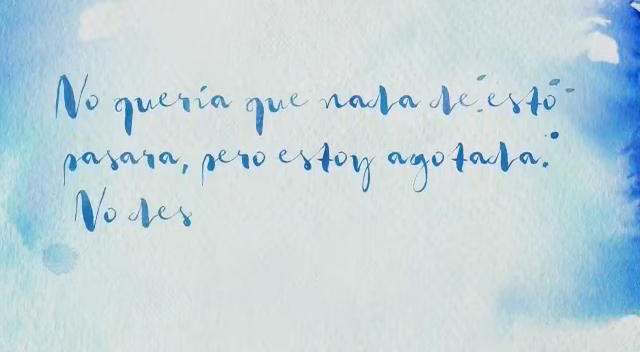 No quería que nada de esto
pasara, pero estoy agotada.
No des